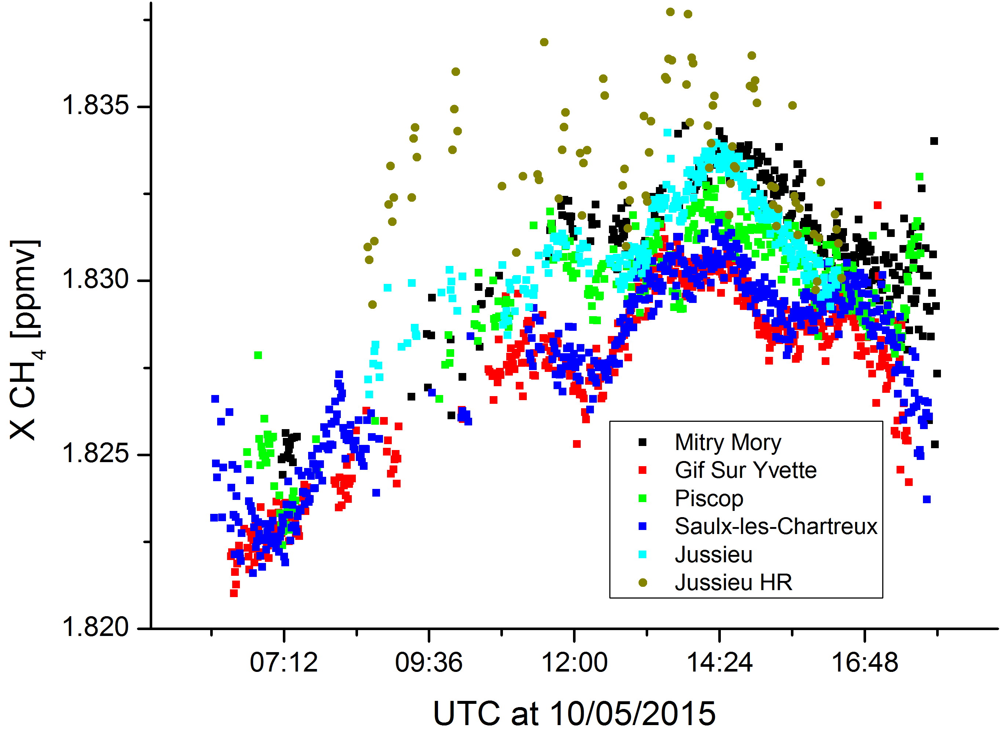 X CH4 [ppmv]
1.835
1.830
1.825
1.820
Mitry Mory
Gif Sur Yvette
Piscop
Saulx-les-Chartreux
Jussieu
Jussieu HR
07:12 09:36 12:00 14:24 16:48
UTC at 10/05/2015